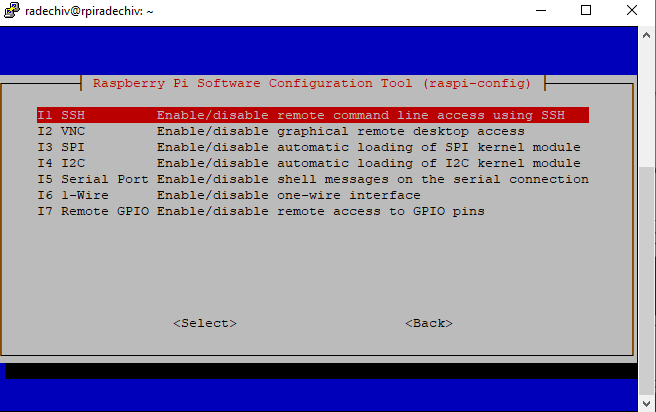 radechiv@rpiradechiv: ~
Raspberry Pi Software Configuration Tool (raspi-config)
I1 SSH Enable/disable remote command line access using SSH
I2 VNC Enable/disable graphical remote desktop access
I3 SPI Enable/disable automatic loading of SPI kernel module
I4 I2C Enable/disable automatic loading of I2C kernel module
I5 Serial Port Enable/disable shell messages on the serial connection
I6 1-Wire Enable/disable one-wire interface
I7 Remote GPIO Enable/disable remote access to GPIO pins
<Select> <Back>